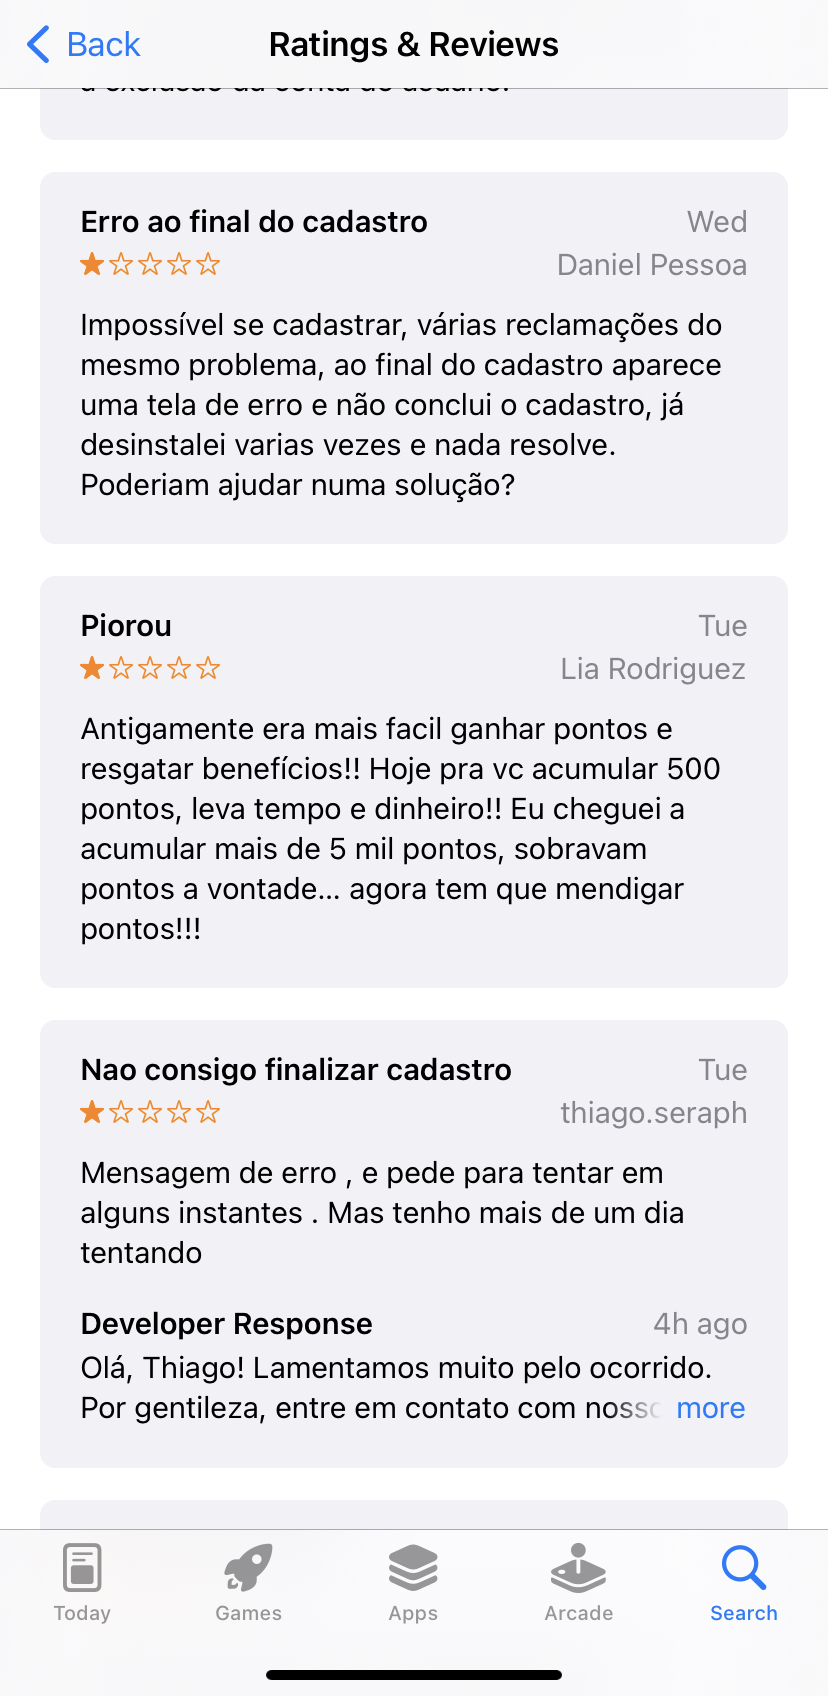 Back
Ratings & Reviews
a exclusão da conta do usuário.
Erro ao final do cadastro
Wed
Daniel Pessoa
Impossível se cadastrar, várias reclamações do
mesmo problema, ao final do cadastro aparece
uma tela de erro e não conclui o cadastro, já
desinstalei varias vezes e nada resolve.
Poderiam ajudar numa solução?
Piorou
Tue
Lia Rodriguez
Antigamente era mais facil ganhar pontos e
resgatar benefícios!! Hoje pra vc acumular 500
pontos, leva tempo e dinheiro!! Eu cheguei a
acumular mais de 5 mil pontos, sobravam
pontos a vontade... agora tem que mendigar
pontos!!!
Nao consigo finalizar cadastro
Tue
thiago.seraph
Mensagem de erro , e pede para tentar em
alguns instantes . Mas tenho mais de um dia
tentando
Developer Response
4h ago
Olá, Thiago! Lamentamos muito pelo ocorrido.
Por gentileza, entre em contato com nosso more
Today
Games
Apps
Arcade
Search